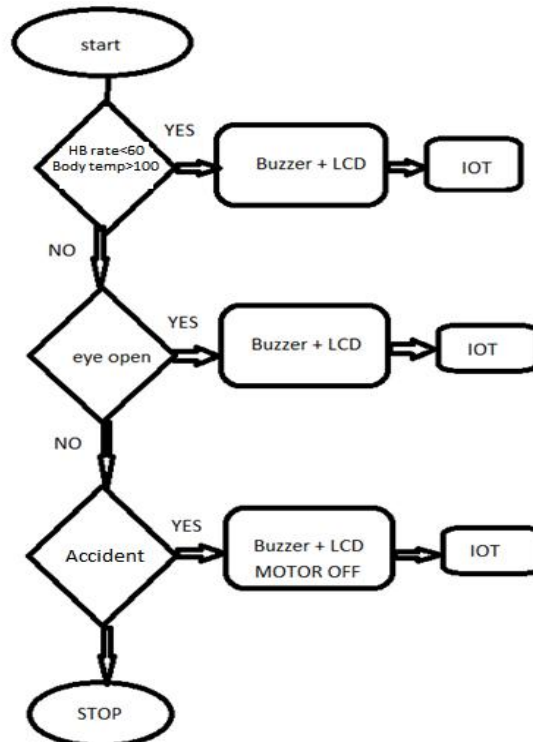 start
HB rate<60
Body temp>100
YES
Buzzer + LCD
IOT
NO
eye open
YES
Buzzer + LCD
IOT
NO
Accident
YES
Buzzer + LCD
MOTOR OFF
IOT
STOP